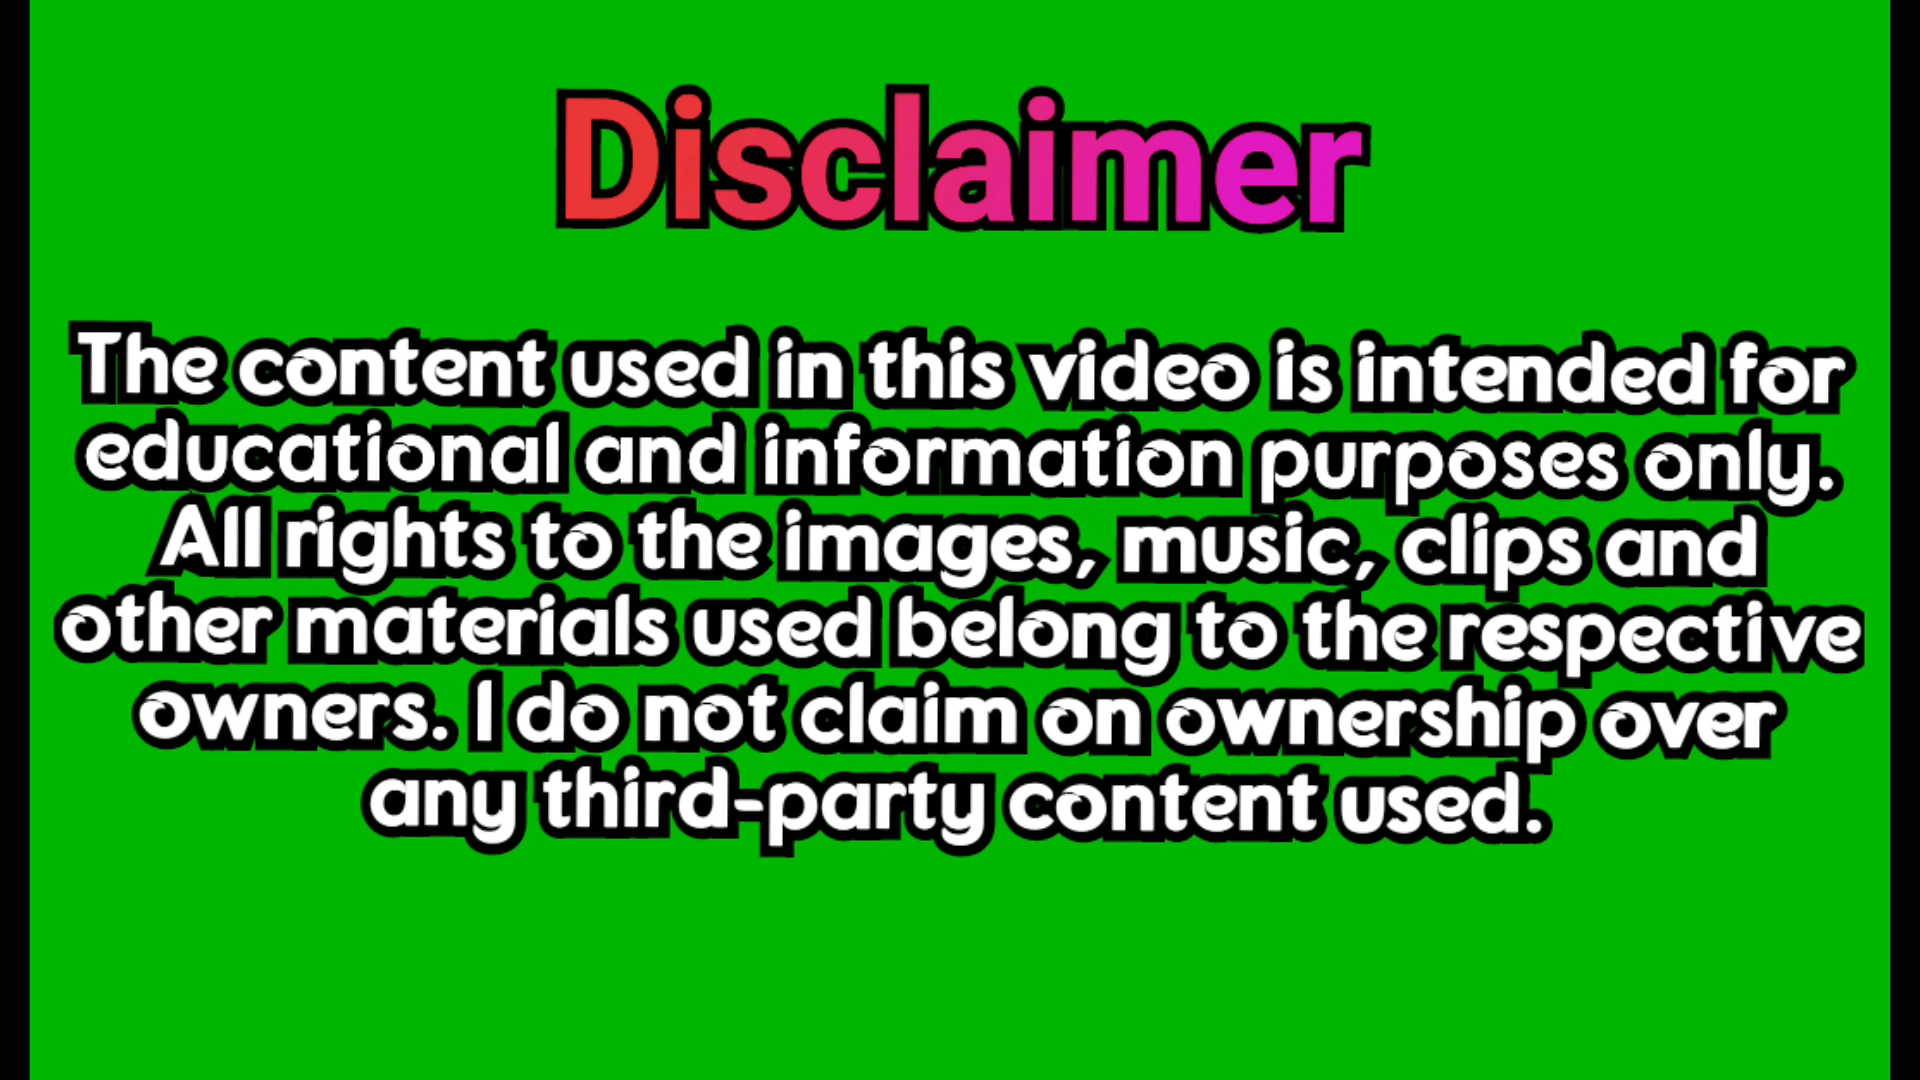 Disclaimer
The content used in this video is intended for
educational and information purposes only.
All rights to the images, music, clips and
other materials used belong to the respective
owners. I do not claim on ownership over
any third-party content used.